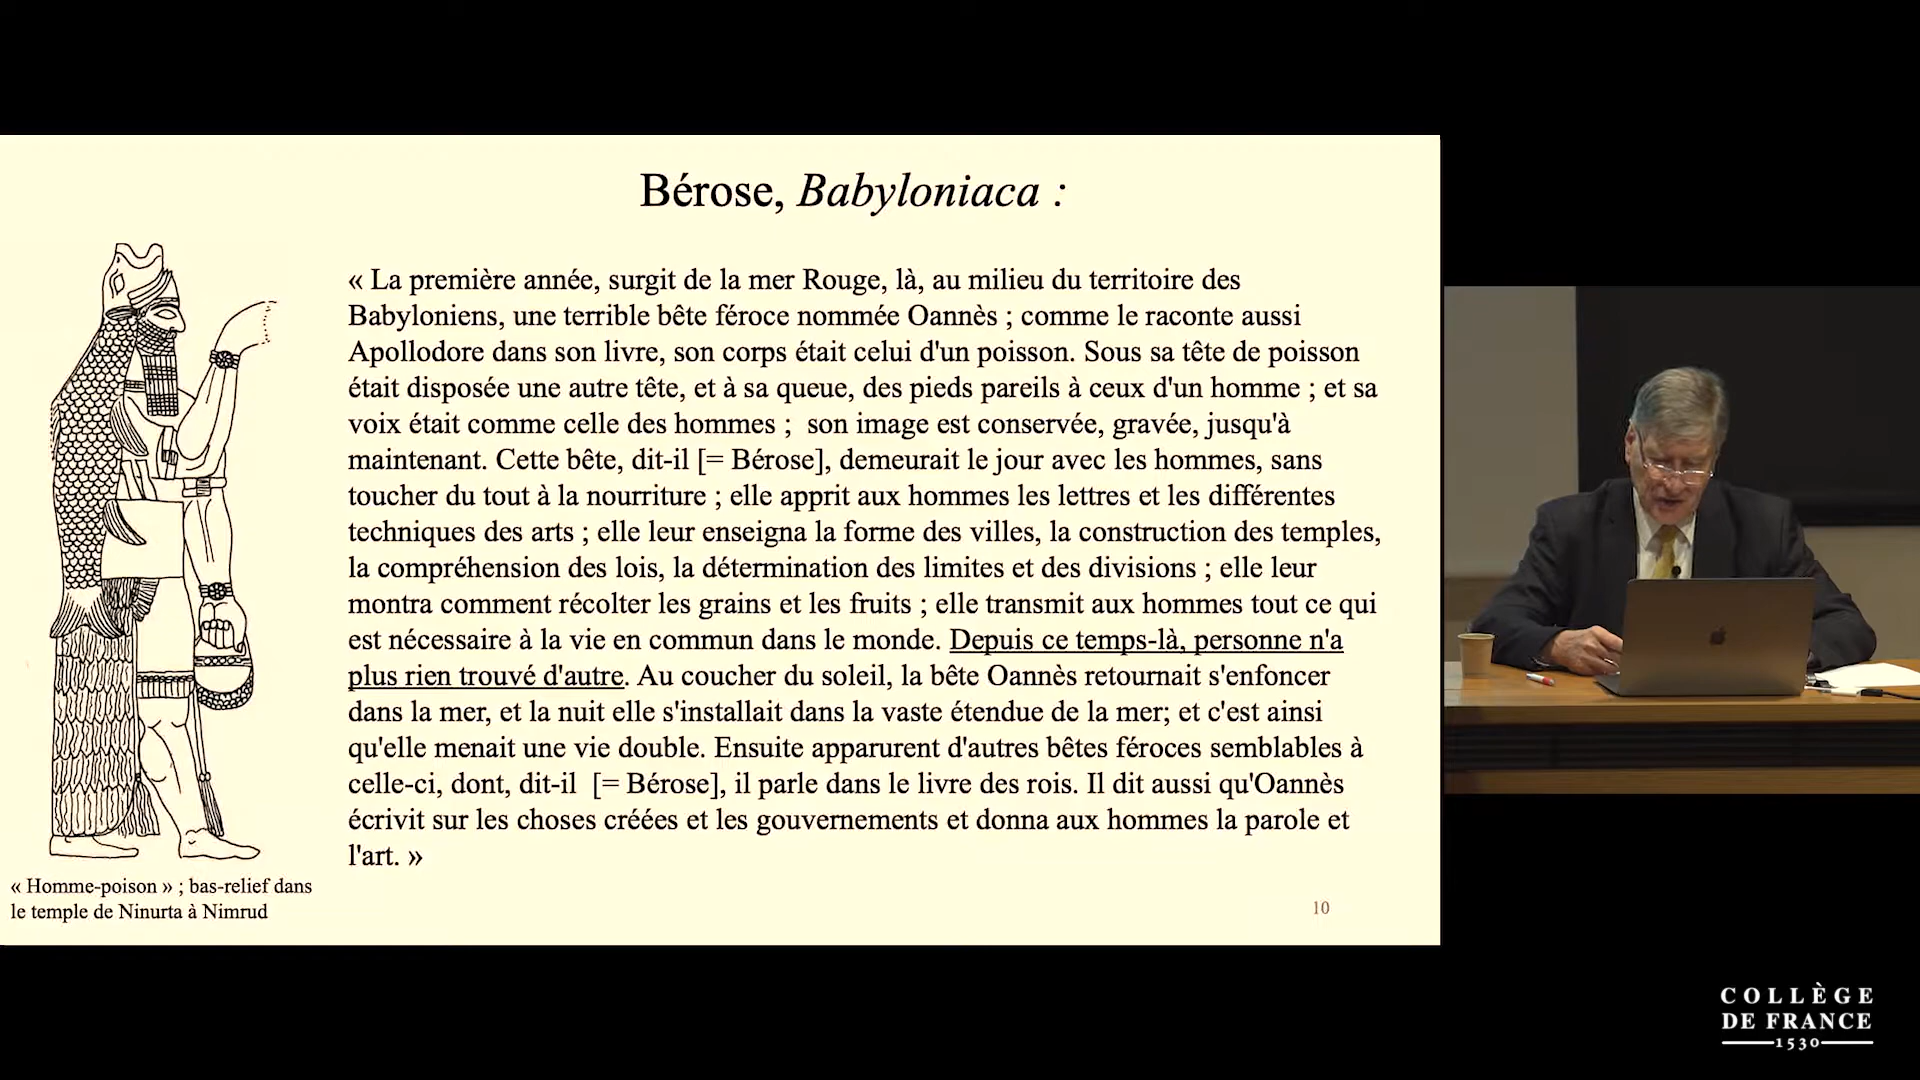 Bérose, Babyloniaca :
« La première année, surgit de la mer Rouge, là, au milieu du territoire des
Babyloniens, une terrible bête féroce nommée Oannès ; comme le raconte aussi
Apollodore dans son livre, son corps était celui d'un poisson. Sous sa tête de poisson
était disposée une autre tête, et à sa queue, des pieds pareils à ceux d'un homme ; et sa
voix était comme celle des hommes ; son image est conservée, gravée, jusqu'à
maintenant. Cette bête, dit-il [= Bérose], demeurait le jour avec les hommes, sans
toucher du tout à la nourriture ; elle apprit aux hommes les lettres et les différentes
techniques des arts ; elle leur enseigna la forme des villes, la construction des temples,
la compréhension des lois, la détermination des limites et des divisions ; elle leur
montra comment récolter les grains et les fruits ; elle transmit aux hommes tout ce qui
est nécessaire à la vie en commun dans le monde. Depuis ce temps-là, personne n'a
plus rien trouvé d'autre. Au coucher du soleil, la bête Oannès retournait s'enfoncer
dans la mer, et la nuit elle s'installait dans la vaste étendue de la mer; et c'est ainsi
qu'elle menait une vie double. Ensuite apparurent d'autres bêtes féroces semblables à
celle-ci, dont, dit-il [= Bérose], il parle dans le livre des rois. Il dit aussi qu'Oannès
écrivit sur les choses créées et les gouvernements et donna aux hommes la parole et
l'art. »
« Homme-poison » ; bas-relief dans
le temple de Ninurta à Nimrud
10
COLLÈGE
DE FRANCE
1530